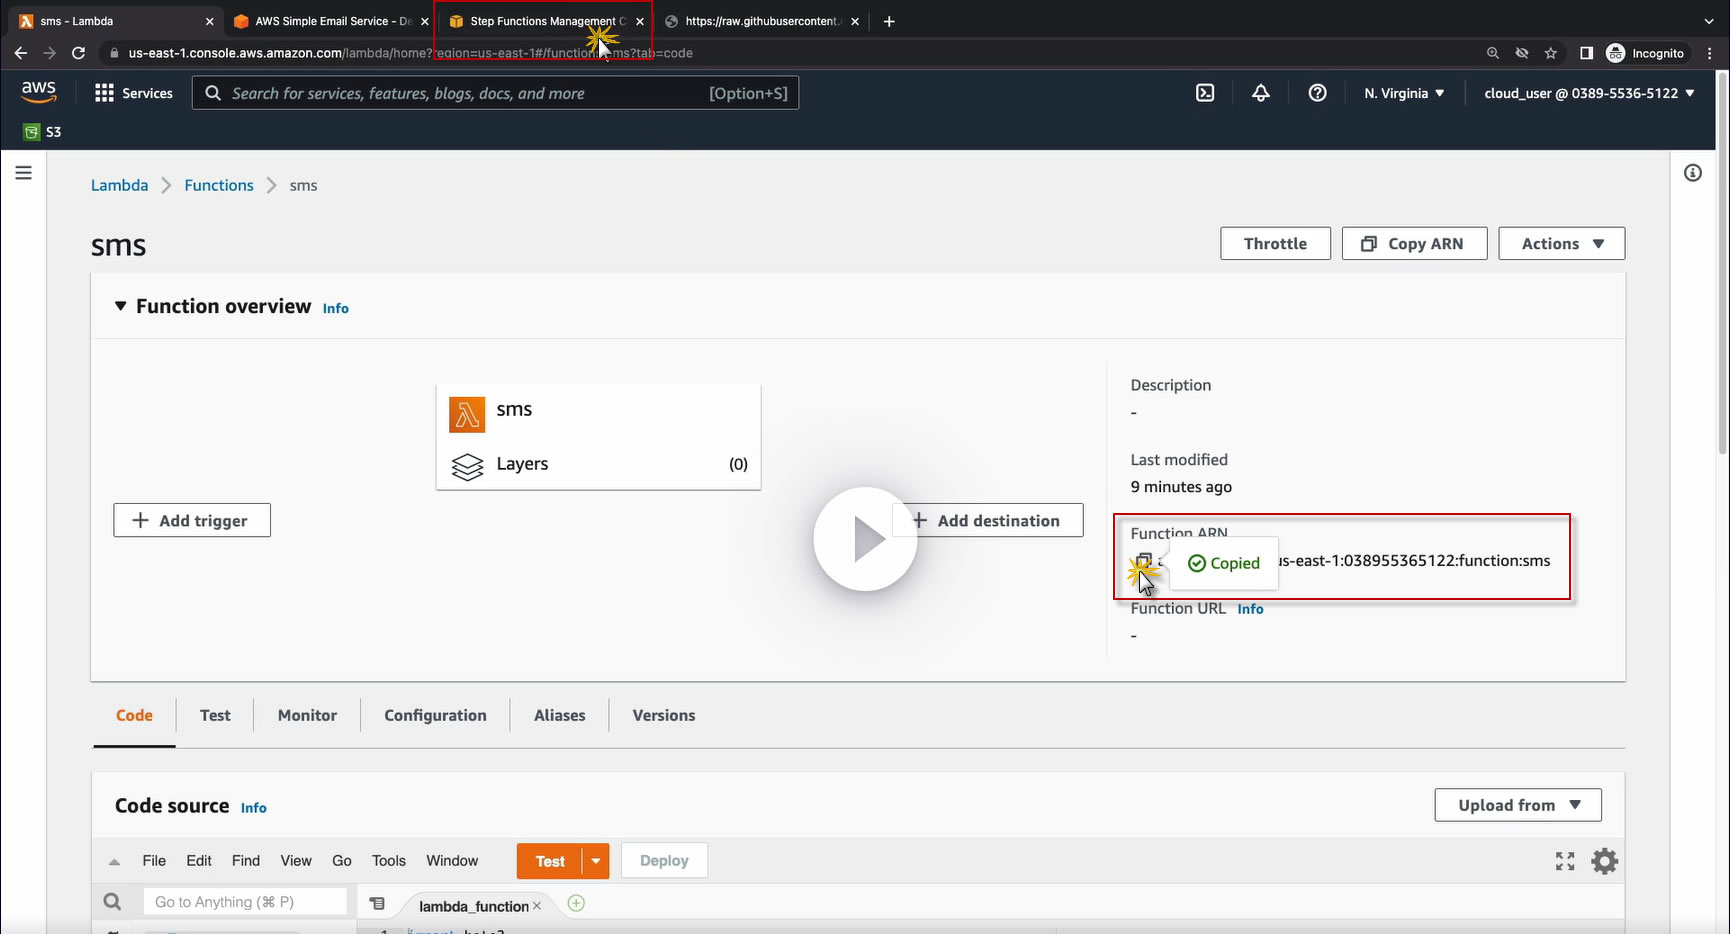 sms - Lambda
AWS Simple Email Service - De
Step Functions Management C
https://raw.githubusercontent.c
us-east-1.console.aws.amazon.com/lambda/home?region=us-east-1#/functions/sms?tab=code
Incognito
aws
Services
Search for services, features, blogs, docs, and more
[Option+S]
N. Virginia
cloud_user @ 0389-5536-5122
S3
Lambda
Functions
sms
sms
Throttle
Copy ARN
Actions
Function overview Info
sms
Layers
(0)
Add trigger
Add destination
Description
-
Last modified
9 minutes ago
Function ARN
Copied
us-east-1:038955365122:function:sms
Function URL Info
-
Code
Test
Monitor
Configuration
Aliases
Versions
Code source Info
Upload from
File Edit Find View Go Tools Window
Test
Deploy
Go to Anything (⌘ P)
lambda_function
1 import boto3